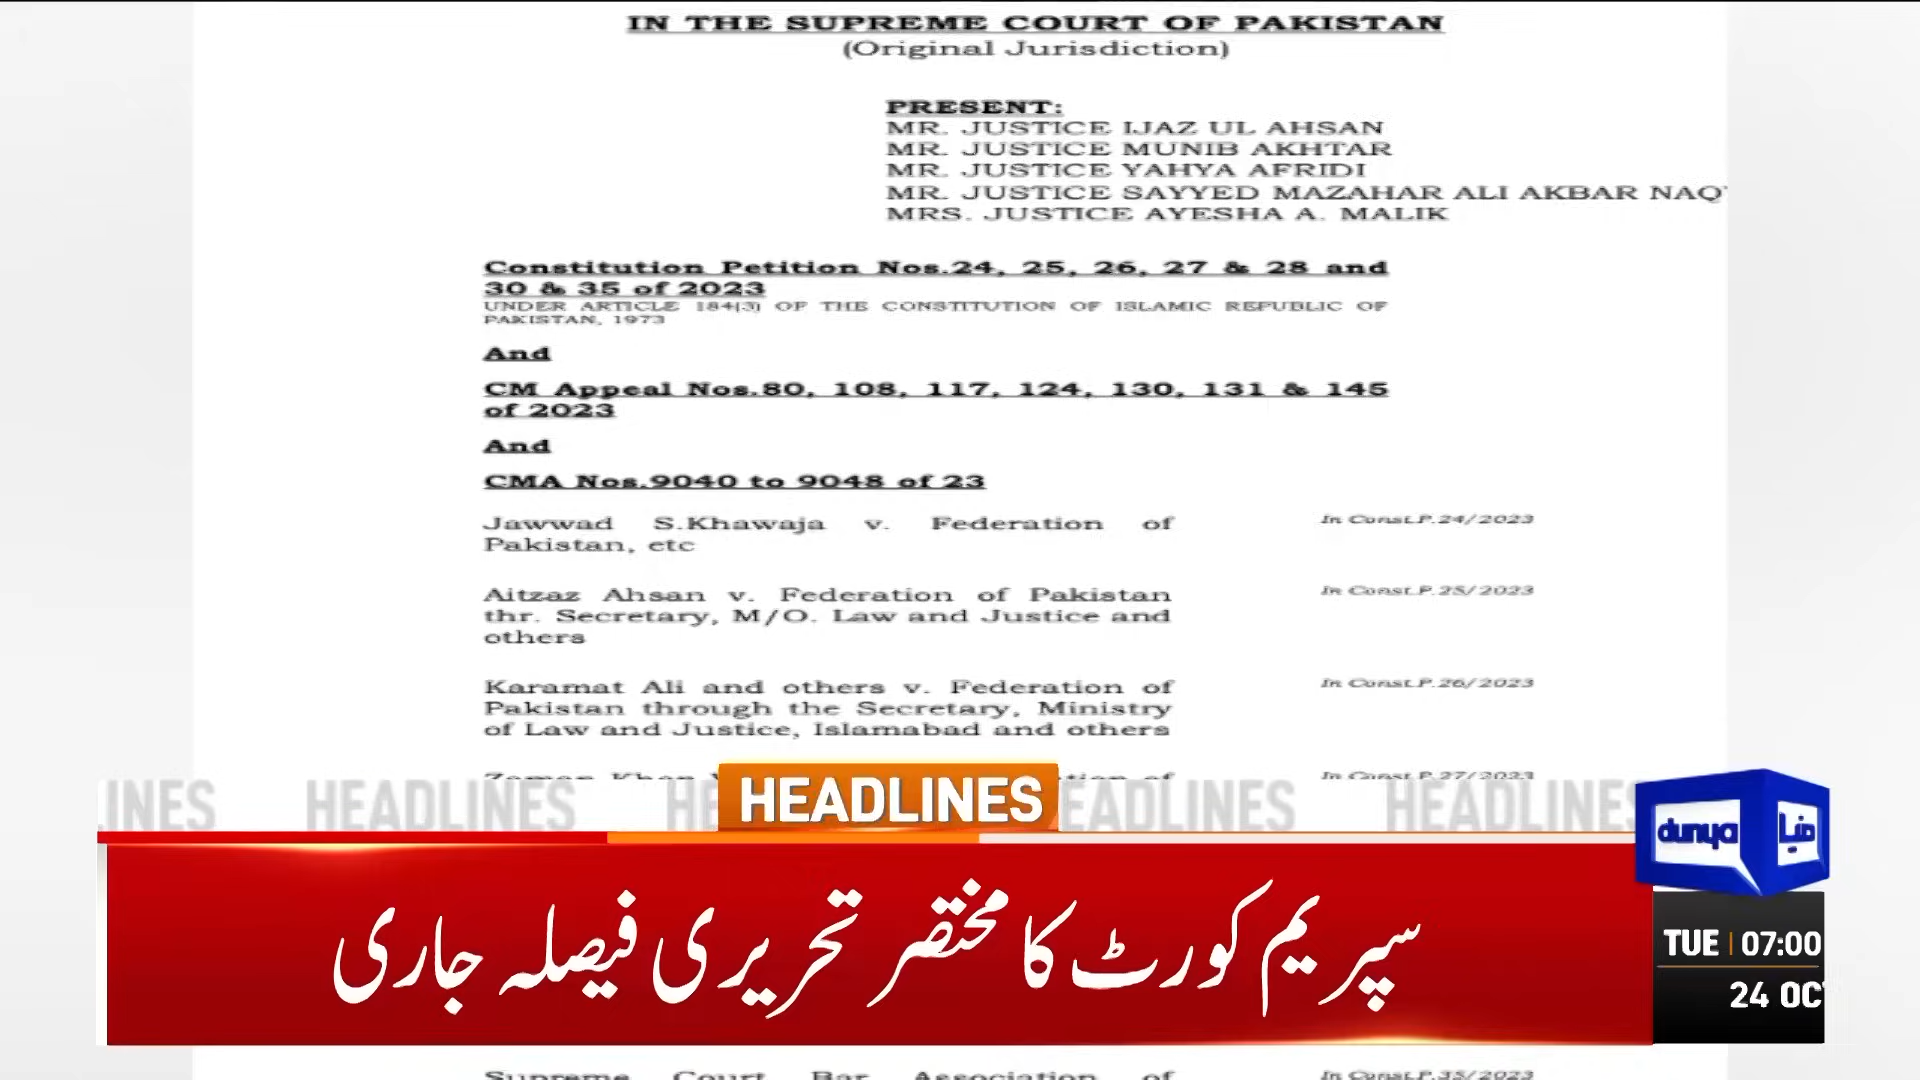 IN THE SUPREME COURT OF PAKISTAN
(Original Jurisdiction)
PRESENT:
MR. JUSTICE IJAZ UL AHSAN
MR. JUSTICE MUNIB AKHTAR
MR. JUSTICE YAHYA AFRIDI
MR. JUSTICE SAYYED MAZAHAR ALI AKBAR NAQ
MRS. JUSTICE AYESHA A. MALIK
Constitution Petition Nos.24, 25, 26, 27 & 28 and
30 & 35 of 2023
UNDER ARTICLE 184(3) OF THE CONSTITUTION OF ISLAMIC REPUBLIC OF
PAKISTAN, 1973
And
CM Appeal Nos.80, 108, 117, 124, 130, 131 & 145
of 2023
And
CMA Nos.9040 to 9048 of 23
Jawwad S.Khawaja v. Federation of In Const.P.24/2023
Pakistan, etc
Aitzaz Ahsan v. Federation of Pakistan In Const.P.25/2023
thr. Secretary, M/O. Law and Justice and
others
Karamat Ali and others v. Federation of In Const.P.26/2023
Pakistan through the Secretary, Ministry
of Law and Justice, Islamabad and others
In Const.P.27/2023
INES HEADLINES HE HEADLINES EADLINES HEADLINES
dunya دنیا
سپریم کورٹ کا مختصر تحریری فیصلہ جاری
TUE 07:00
24 OC
Supreme Court Bar Association of In Const.P.35/2023